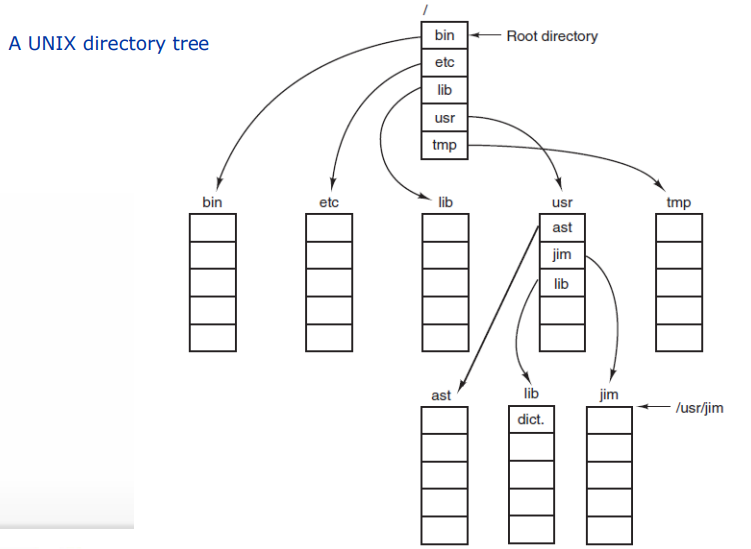 A UNIX directory tree
/
bin
Root directory
etc
lib
usr
tmp
bin
etc
lib
usr
tmp
ast
jim
lib
ast
lib
jim
/usr/jim
dict.